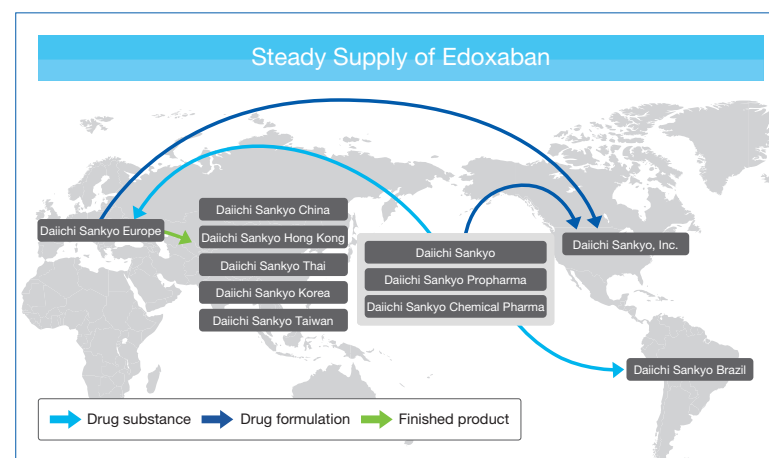 Steady Supply of Edoxaban
Daiichi Sankyo Europe
Daiichi Sankyo China
Daiichi Sankyo Hong Kong
Daiichi Sankyo Thai
Daiichi Sankyo Korea
Daiichi Sankyo Taiwan
Daiichi Sankyo
Daiichi Sankyo Propharma
Daiichi Sankyo Chemical Pharma
Daiichi Sankyo, Inc.
Daiichi Sankyo Brazil
Drug substance
Drug formulation
Finished product